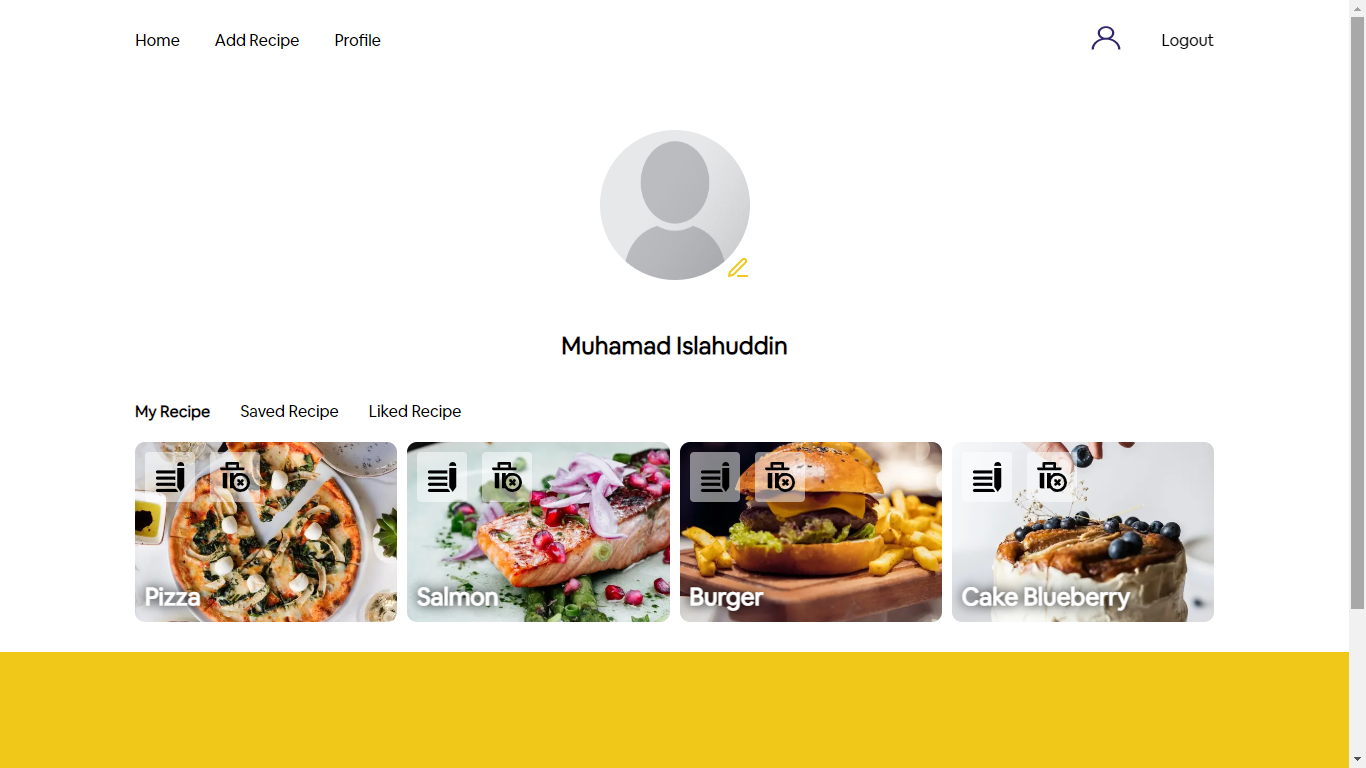 Home Add Recipe Profile Logout
Muhamad Islahuddin
My Recipe Saved Recipe Liked Recipe
Pizza Salmon Burger Cake Blueberry